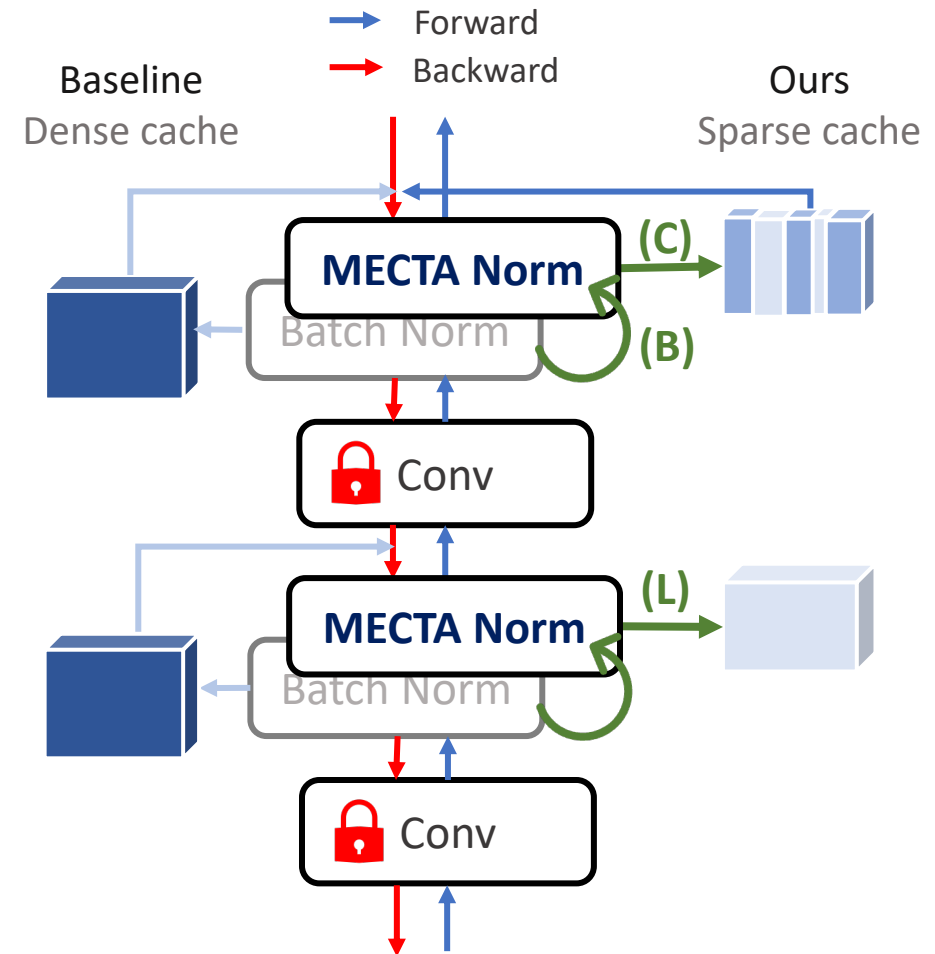 Forward
Backward
Baseline
Dense cache
Ours
Sparse cache
MECTA Norm
(C)
Batch Norm
(B)
Conv
MECTA Norm
(L)
Batch Norm
Conv